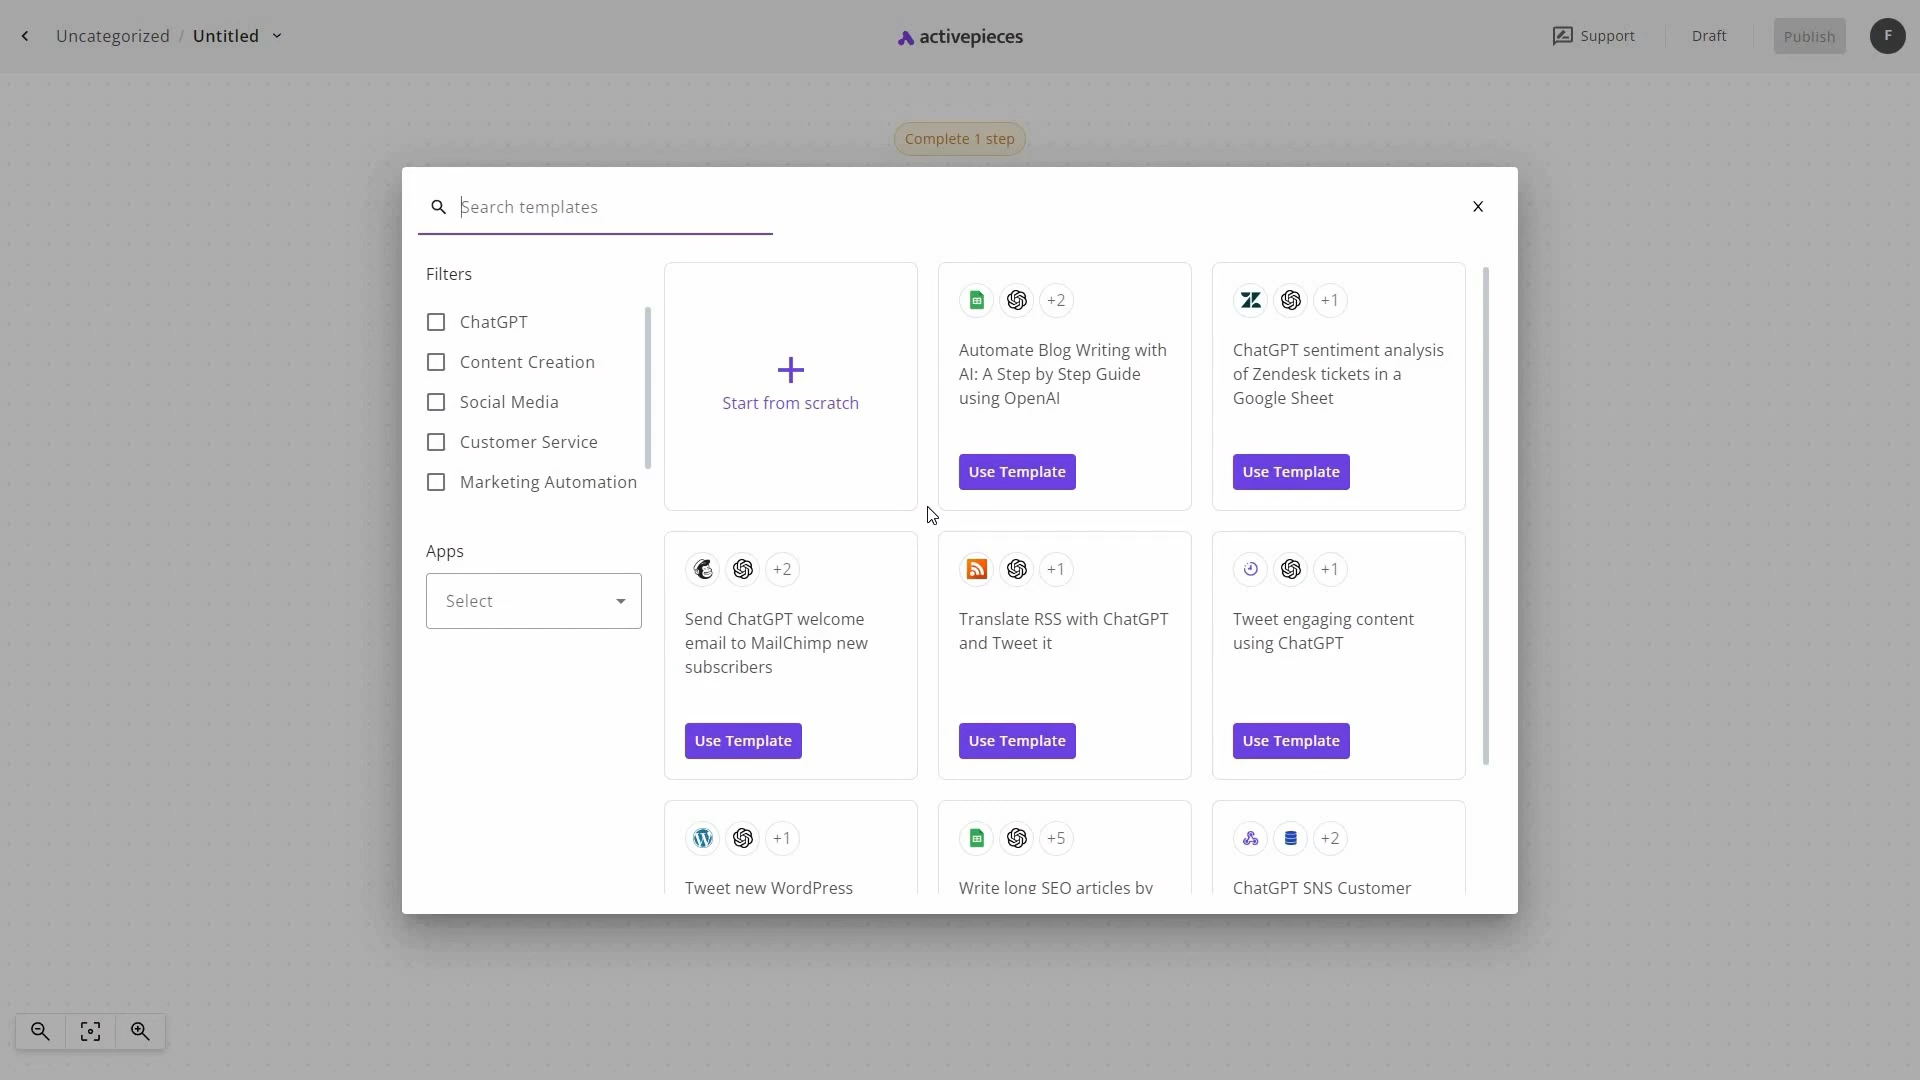 Uncategorized / Untitled
activepieces
Support
Draft
Publish
F
Complete 1 step
Search templates
X
Filters
ChatGPT
Content Creation
Social Media
Customer Service
Marketing Automation
Apps
Select
+
Start from scratch
+2
Automate Blog Writing with
AI: A Step by Step Guide
using OpenAI
Use Template
+1
ChatGPT sentiment analysis
of Zendesk tickets in a
Google Sheet
Use Template
+2
Send ChatGPT welcome
email to MailChimp new
subscribers
Use Template
+1
Translate RSS with ChatGPT
and Tweet it
Use Template
+1
Tweet engaging content
using ChatGPT
Use Template
+1
Tweet new WordPress
+5
Write long SEO articles by
+2
ChatGPT SNS Customer